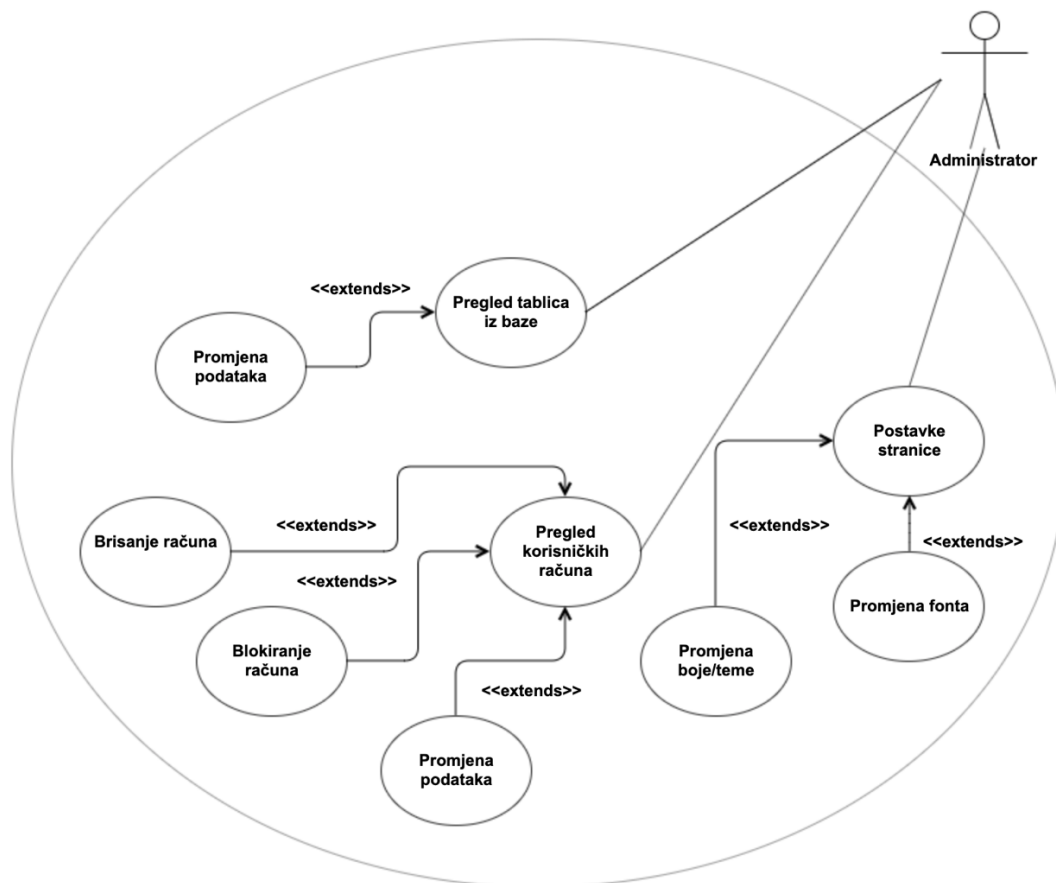 Administrator
<<extends>>
Pregled tablica
iz baze
Promjena
podataka
Postavke
stranice
<<extends>>
Brisanje računa
<<extends>>
Pregled
korisničkih
računa
<<extends>>
<<extends>>
<<extends>>
Promjena fonta
Blokiranje
računa
Promjena
boje/teme
<<extends>>
Promjena
podataka